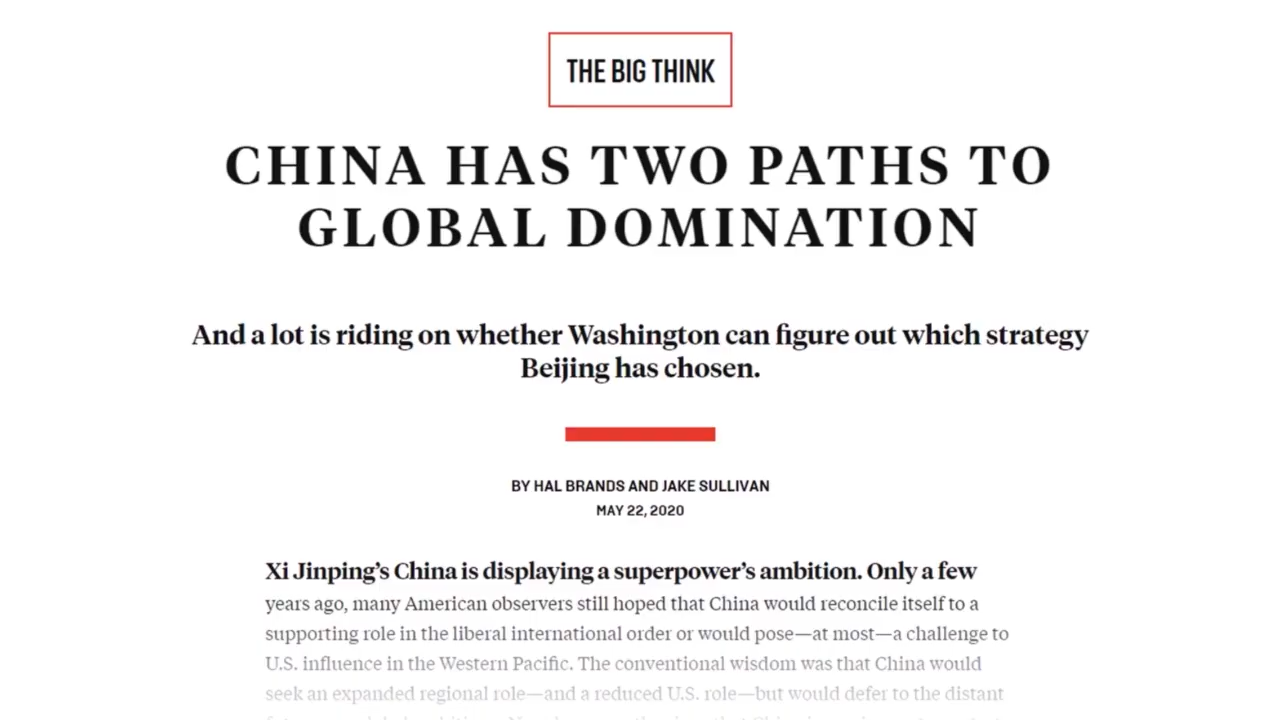 THE BIG THINK
CHINA HAS TWO PATHS TO
GLOBAL DOMINATION
And a lot is riding on whether Washington can figure out which strategy
Beijing has chosen.
BY HAL BRANDS AND JAKE SULLIVAN
MAY 22, 2020
Xi Jinping’s China is displaying a superpower’s ambition. Only a few
years ago, many American observers still hoped that China would reconcile itself to a
supporting role in the liberal international order or would pose—at most—a challenge to
U.S. influence in the Western Pacific. The conventional wisdom was that China would
seek an expanded regional role—and a reduced U.S. role—but would defer to the distant